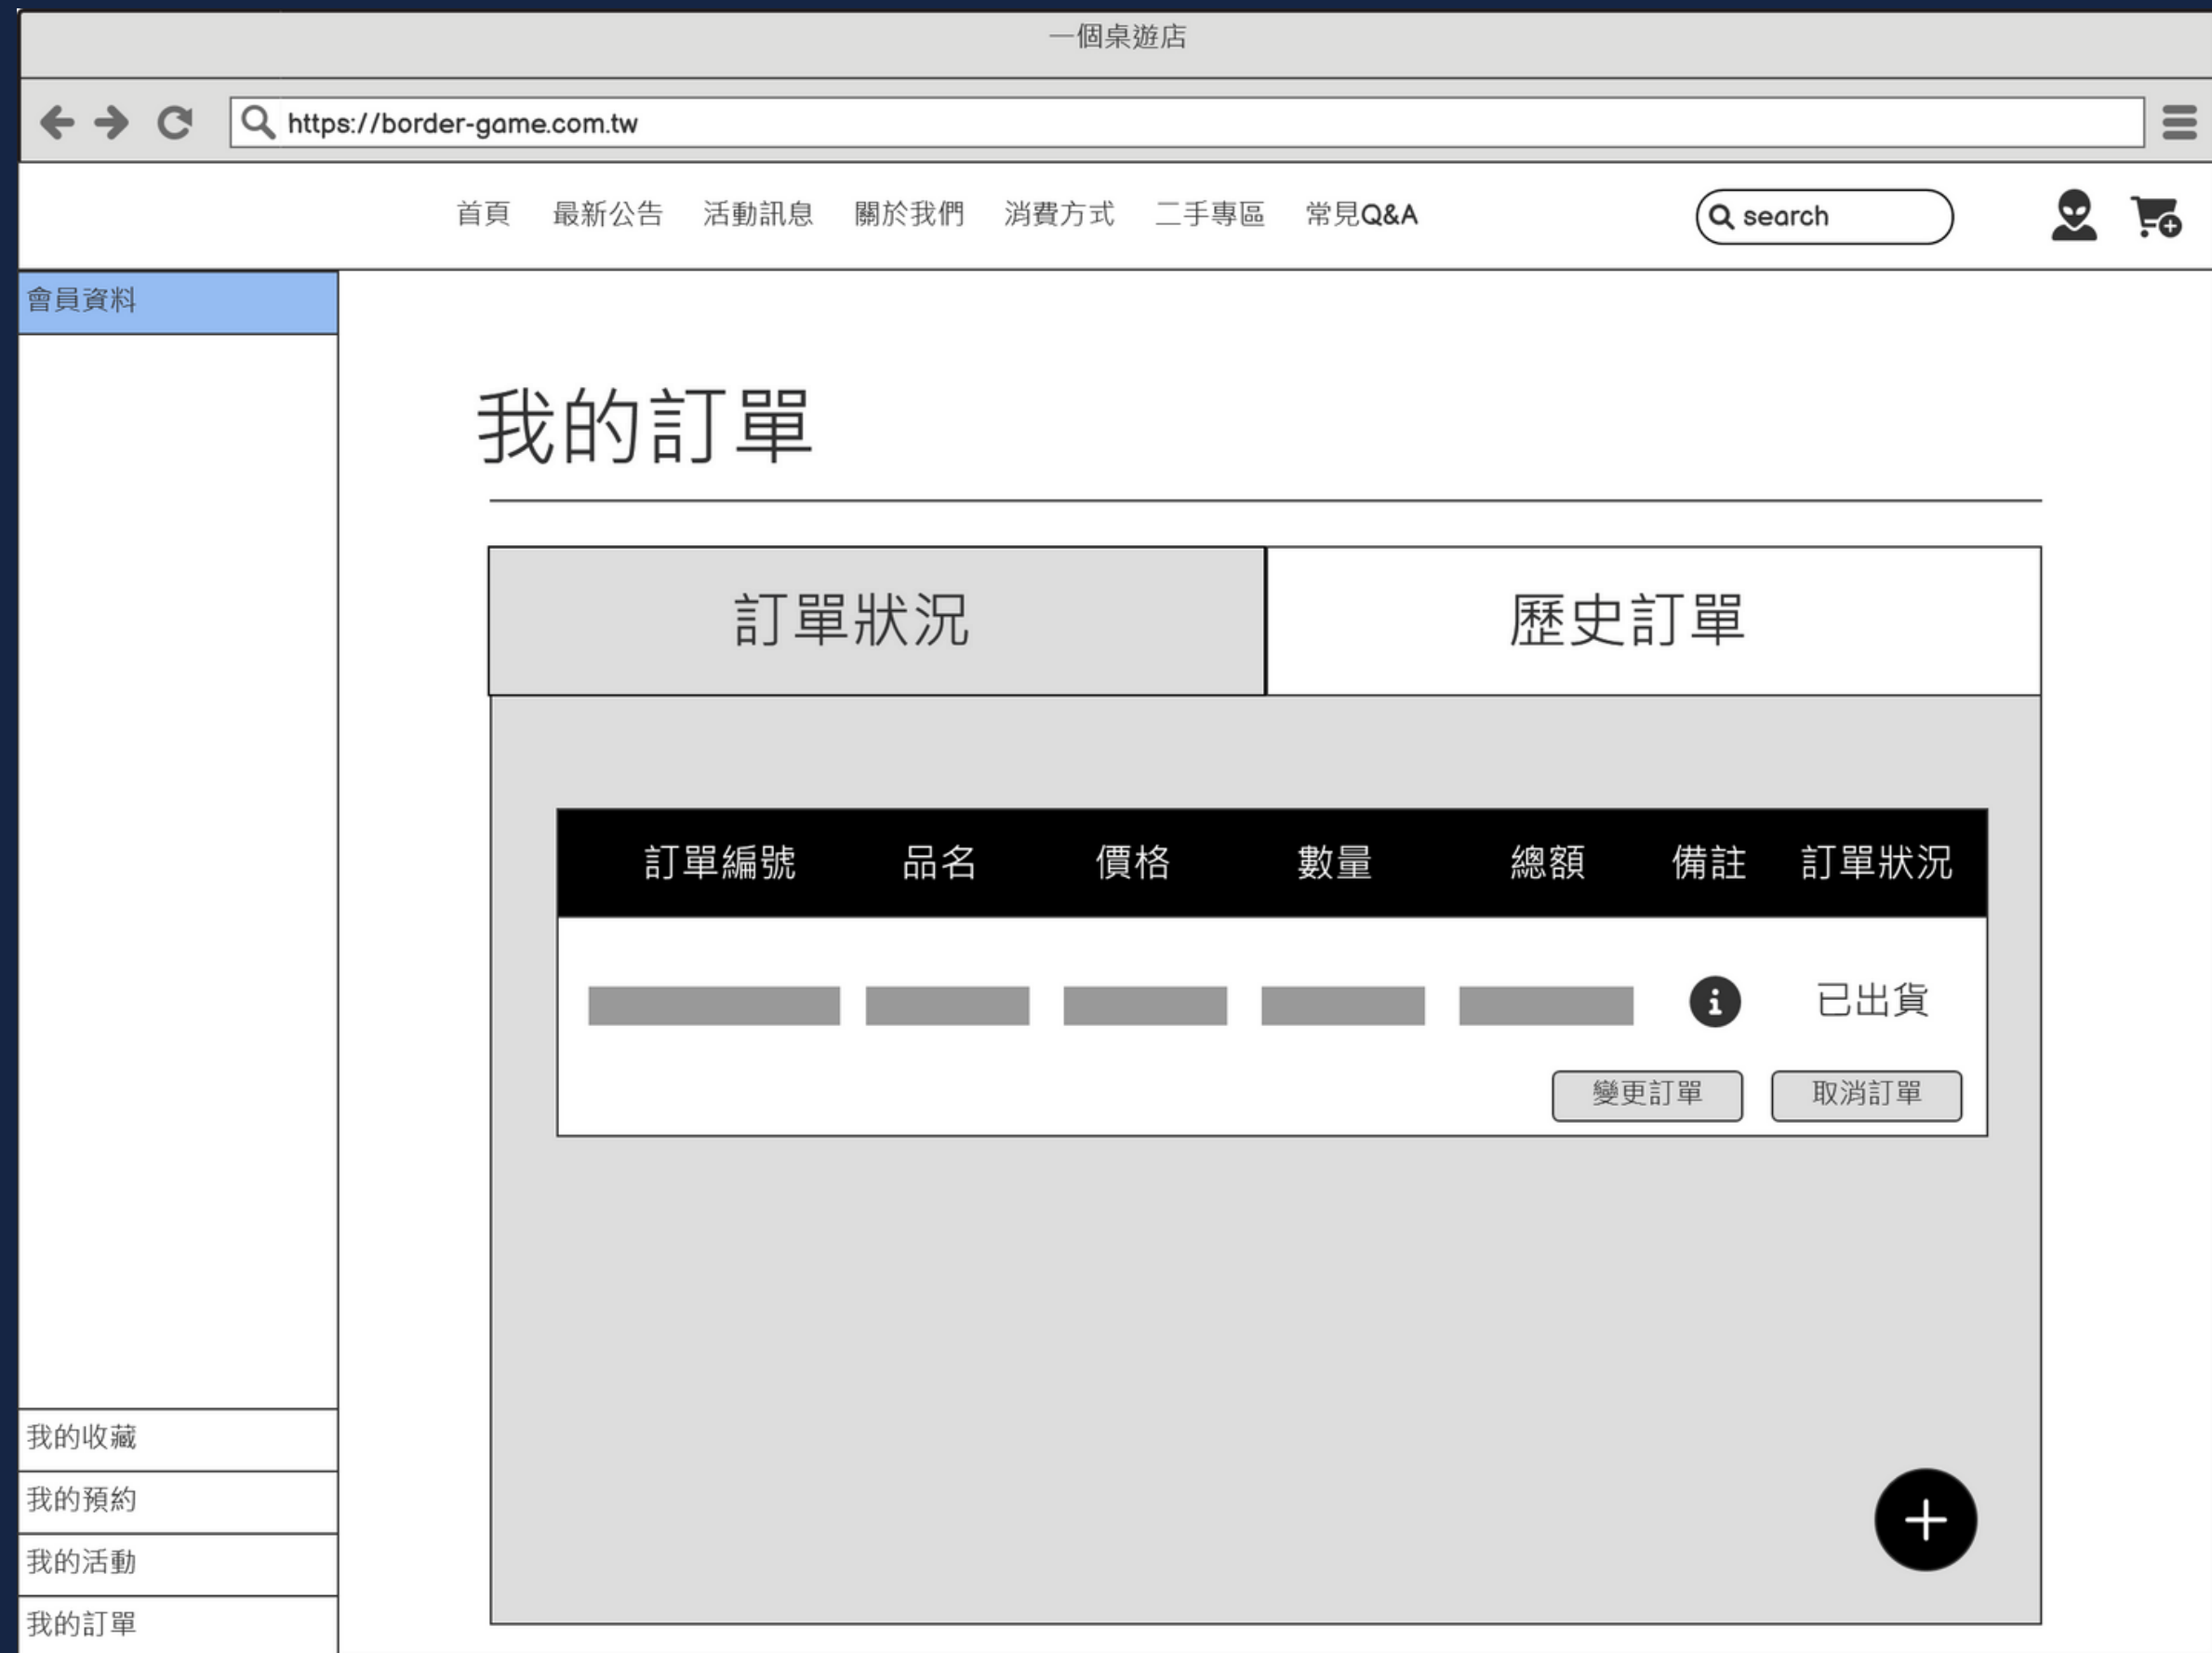 一個桌遊店
https://border-game.com.tw
首頁 最新公告 活動訊息 關於我們 消費方式 二手專區 常見Q&A search
會員資料
我的訂單
訂單狀況 歷史訂單
訂單編號 品名 價格 數量 總額 備註 訂單狀況
已出貨
變更訂單 取消訂單
我的收藏
我的預約
我的活動
我的訂單